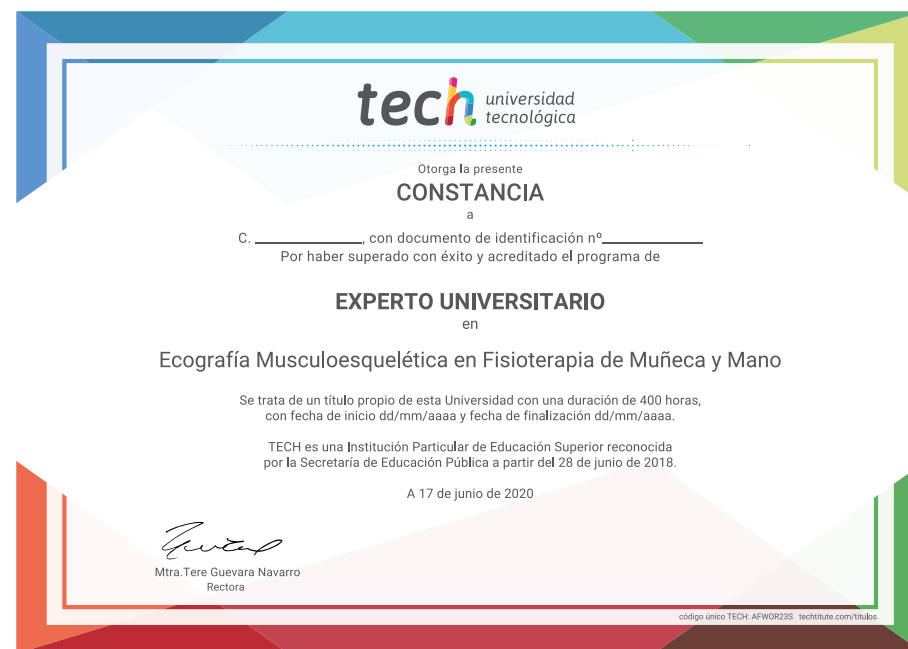 tech universidad
tecnológica
Otorga la presente
CONSTANCIA
a
C. ____________, con documento de identificación nº____________
Por haber superado con éxito y acreditado el programa de
EXPERTO UNIVERSITARIO
en
Ecografía Musculoesquelética en Fisioterapia de Muñeca y Mano
Se trata de un título propio de esta Universidad con una duración de 400 horas,
con fecha de inicio dd/mm/aaaa y fecha de finalización dd/mm/aaaa.
TECH es una Institución Particular de Educación Superior reconocida
por la Secretaría de Educación Pública a partir del 28 de junio de 2018.
A 17 de junio de 2020
Mtra.Tere Guevara Navarro
Rectora
código único TECH: AFWOR23S techtitute.com/titulos